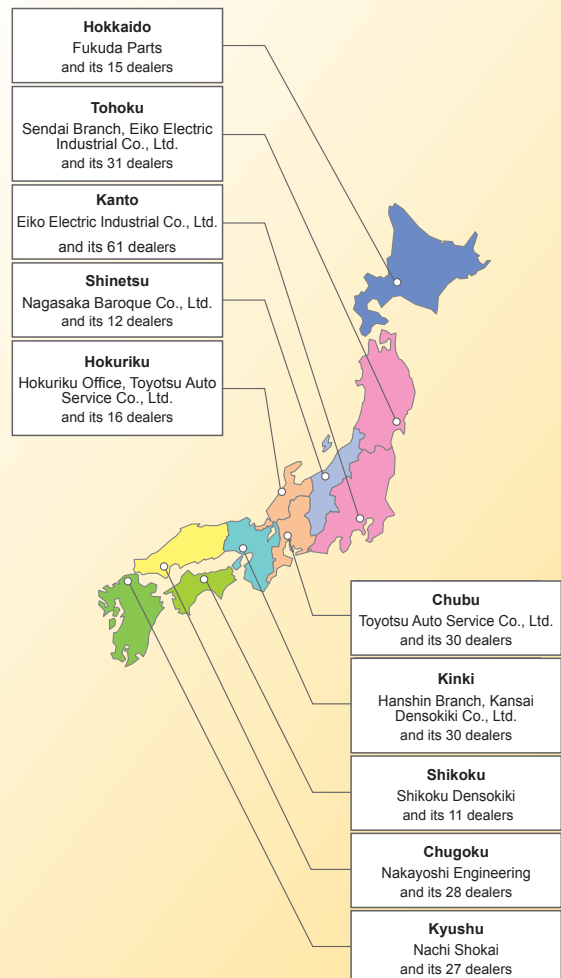 Hokkaido
Fukuda Parts
and its 15 dealers
Tohoku
Sendai Branch, Eiko Electric
Industrial Co., Ltd.
and its 31 dealers
Kanto
Eiko Electric Industrial Co., Ltd.
and its 61 dealers
Shinetsu
Nagasaka Baroque Co., Ltd.
and its 12 dealers
Hokuriku
Hokuriku Office, Toyotsu Auto
Service Co., Ltd.
and its 16 dealers
Chubu
Toyotsu Auto Service Co., Ltd.
and its 30 dealers
Kinki
Hanshin Branch, Kansai
Densokiki Co., Ltd.
and its 30 dealers
Shikoku
Shikoku Densokiki
and its 11 dealers
Chugoku
Nakayoshi Engineering
and its 28 dealers
Kyushu
Nachi Shokai
and its 27 dealers